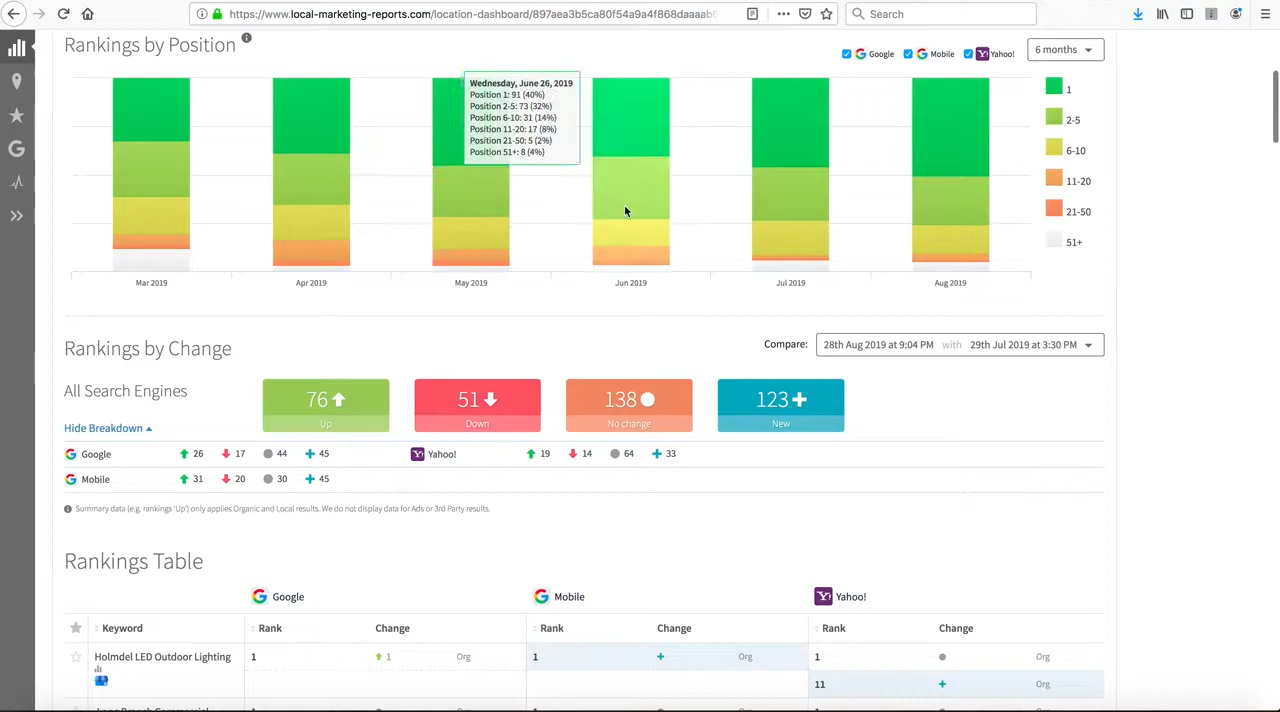 https://www.local-marketing-reports.com/location-dashboard/897aea3b5ca80f54a9a4f868daaab6
Search
Rankings by Position
Google
Mobile
Yahoo!
6 months
Wednesday, June 26, 2019
Position 1: 91 (40%)
Position 2-5: 73 (32%)
Position 6-10: 31 (14%)
Position 11-20: 17 (8%)
Position 21-50: 5 (2%)
Position 51+: 8 (4%)
1
2-5
6-10
11-20
21-50
51+
Mar 2019
Apr 2019
May 2019
Jun 2019
Jul 2019
Aug 2019
Rankings by Change
Compare:
28th Aug 2019 at 9:04 PM with 29th Jul 2019 at 3:30 PM
All Search Engines
76
Up
51
Down
138
No change
123
New
Hide Breakdown
Google 26 17 44 45
Yahoo! 19 14 64 33
Mobile 31 20 30 45
Summary data (e.g. rankings 'Up') only applies Organic and Local results. We do not display data for Ads or 3rd Party results.
Rankings Table
Google
Mobile
Yahoo!
Keyword Rank Change Rank Change Rank Change
Holmdel LED Outdoor Lighting 1 1 Org 1 Org 1 Org
11 Org